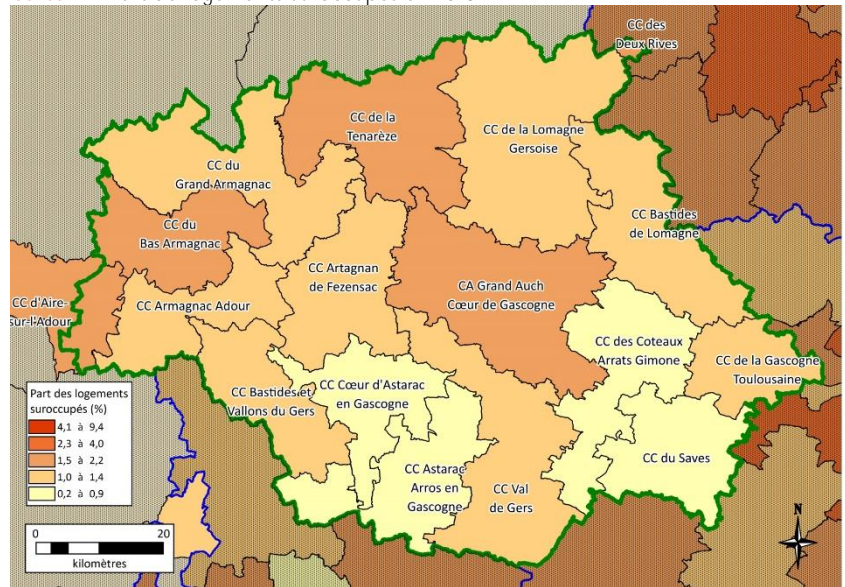 CC des
Deux Rives
CC de la
Tenarèze
CC de la Lomagne
Gersoise
CC du
Grand Armagnac
CC Bastides
de Lomagne
CC du
Bas Armagnac
CC Artagnan
de Fezensac
CA Grand Auch
Cœur de Gascogne
CC d'Aire-
sur-l'Adour
CC Armagnac Adour
CC des Coteaux
Arrats Gimone
CC de la Gascogne
Toulousaine
CC Bastides et
Vallons du Gers
CC Cœur d'Astarac
en Gascogne
CC du Saves
CC Astarac
Arros en
Gascogne
CC Val
de Gers
Part des logements
suroccupés (%)
4,1 à 9,4
2,3 à 4,0
1,5 à 2,2
1,0 à 1,4
0,2 à 0,9
0 20
kilomètres
N